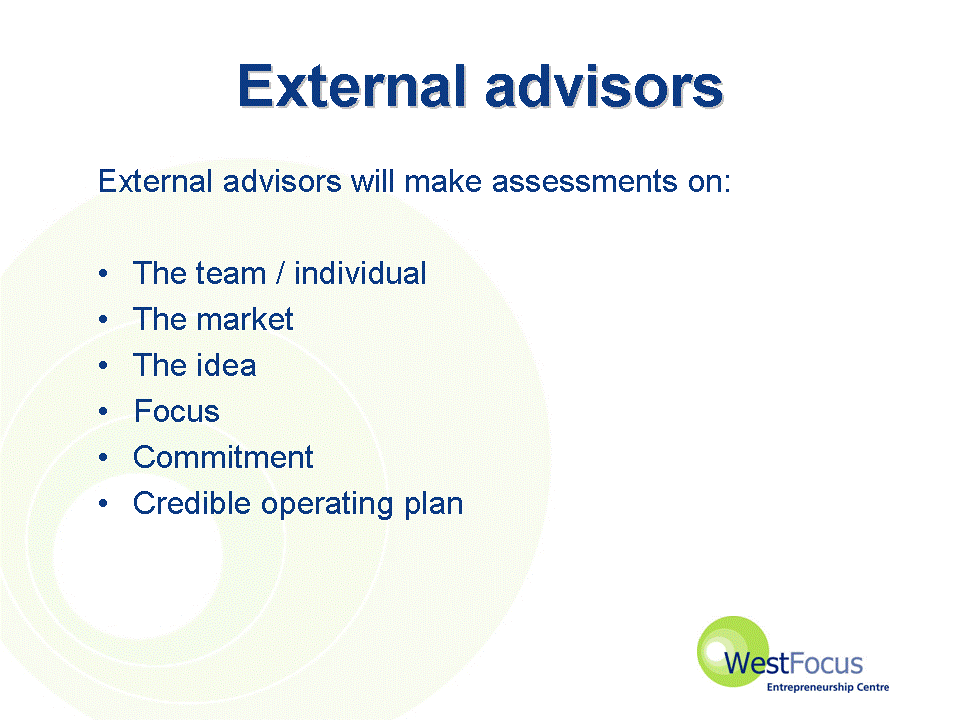 External advisors
External advisors will make assessments on:
• The team / individual
• The market
• The idea
• Focus
• Commitment
• Credible operating plan
WestFocus
Entrepreneurship Centre